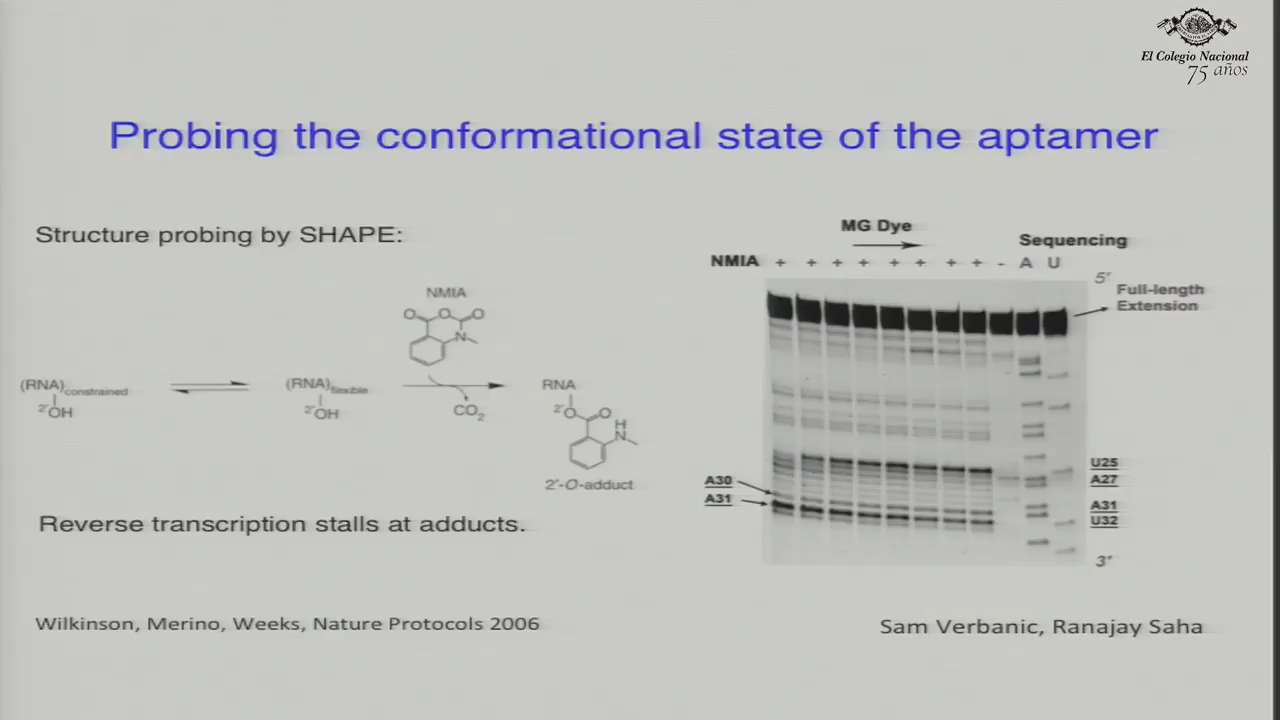 El Colegio Nacional
75 años
Probing the conformational state of the aptamer
Structure probing by SHAPE:
NMIA
O O O
N
(RNA)constrained
2'OH
(RNA)flexible
2'OH
CO2
RNA
2'O O
H
N
2'-O-adduct
Reverse transcription stalls at adducts.
Wilkinson, Merino, Weeks, Nature Protocols 2006
MG Dye
Sequencing
NMIA + + + + + + + + - A U
5'
Full-length
Extension
A30
A31
U25
A27
A31
U32
3'
Sam Verbanic, Ranajay Saha